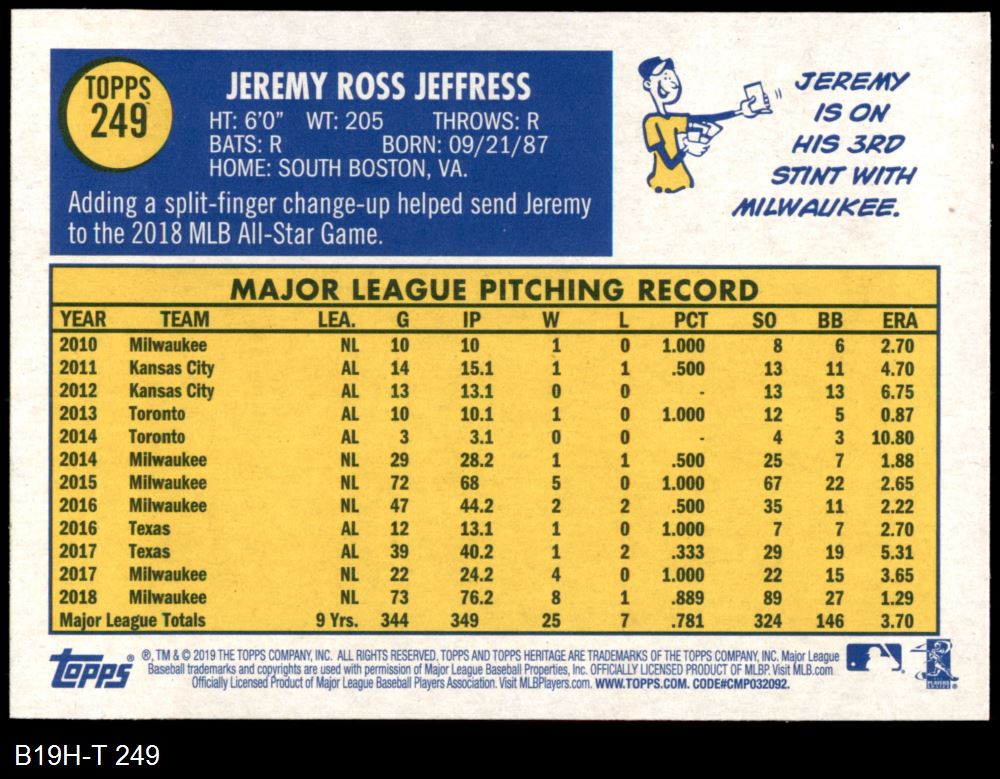 TOPPS
249
JEREMY ROSS JEFFRESS
HT: 6'0" WT: 205 THROWS: R
BATS: R BORN: 09/21/87
HOME: SOUTH BOSTON, VA.
Adding a split-finger change-up helped send Jeremy
to the 2018 MLB All-Star Game.
JEREMY
IS ON
HIS 3RD
STINT WITH
MILWAUKEE.
MAJOR LEAGUE PITCHING RECORD
YEAR TEAM LEA. G IP W L PCT SO BB ERA
2010 Milwaukee NL 10 10 1 0 1.000 8 6 2.70
2011 Kansas City AL 14 15.1 1 1 .500 13 11 4.70
2012 Kansas City AL 13 13.1 0 0 - 13 13 6.75
2013 Toronto AL 10 10.1 1 0 1.000 12 5 0.87
2014 Toronto AL 3 3.1 0 0 - 4 3 10.80
2014 Milwaukee NL 29 28.2 1 1 .500 25 7 1.88
2015 Milwaukee NL 72 68 5 0 1.000 67 22 2.65
2016 Milwaukee NL 47 44.2 2 2 .500 35 11 2.22
2016 Texas AL 12 13.1 1 0 1.000 7 7 2.70
2017 Texas AL 39 40.2 1 2 .333 29 19 5.31
2017 Milwaukee NL 22 24.2 4 0 1.000 22 15 3.65
2018 Milwaukee NL 73 76.2 8 1 .889 89 27 1.29
Major League Totals 9 Yrs. 344 349 25 7 .781 324 146 3.70
Topps ®
®, TM & © 2019 THE TOPPS COMPANY, INC. ALL RIGHTS RESERVED, TOPPS AND TOPPS HERITAGE ARE TRADEMARKS OF THE TOPPS COMPANY, INC. Major League
Baseball trademarks and copyrights are used with permission of Major League Baseball Properties, Inc. OFFICIALLY LICENSED PRODUCT OF MLBP. Visit MLB.com
Officially Licensed Product of Major League Baseball Players Association. Visit MLBPlayers.com. WWW.TOPPS.COM. CODE#CMP032092.
B19H-T 249